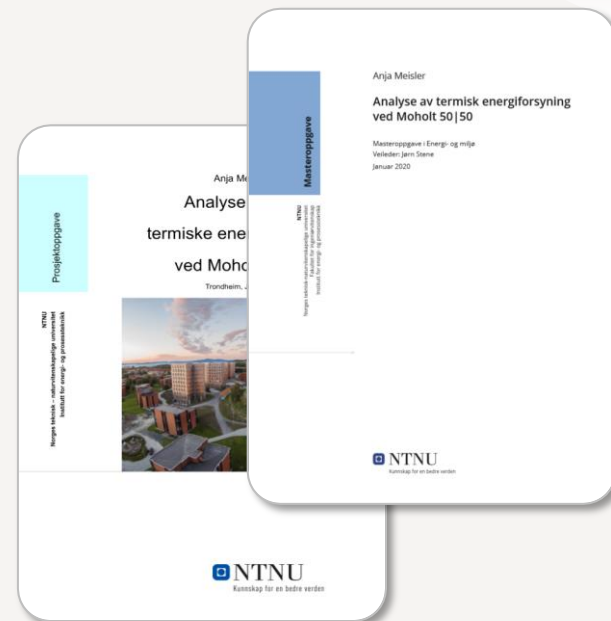 Anja Meisler
Analyse av termisk energiforsyning
ved Moholt 50|50
Masteroppgave i Energi- og miljø
Veileder: Jørn Stene
Januar 2020
Masteroppgave
NTNU
Norges teknisk-naturvitenskapelige universitet
Fakultet for ingeniørvitenskap
Institutt for energi- og prosessteknikk
NTNU
Kunnskap for en bedre verden
Anja
Analyse
termiske
ved
Trondheim,
Prosjektoppgave
NTNU
Norges teknisk – naturvitenskapelige universitet
Institutt for energi- og prosessteknikk
NTNU
Kunnskap for en bedre verden